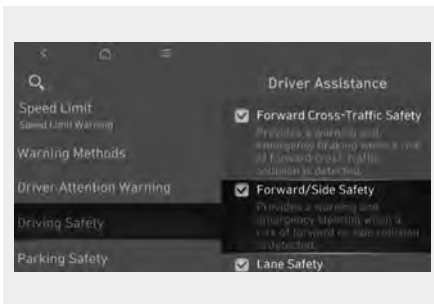 Driver Assistance
Speed Limit
Speed Limit Warning
Warning Methods
Driver Attention Warning
Driving Safety
Parking Safety
Forward Cross-Traffic Safety
Provides a warning and
emergency braking when a risk
of forward cross-traffic
collision is detected.
Forward/Side Safety
Provides a warning and
emergency steering when a
risk of forward or side collision
is detected.
Lane Safety